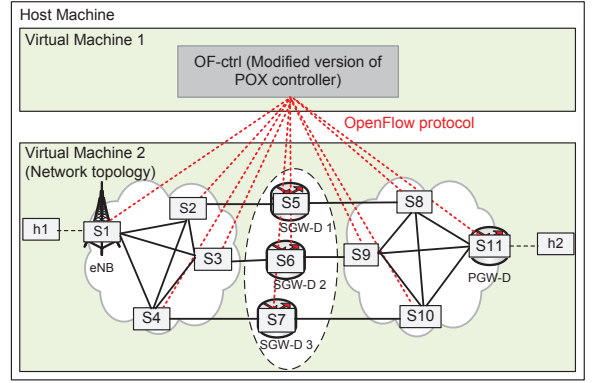 Host Machine
Virtual Machine 1
OF-ctrl (Modified version of
POX controller)
OpenFlow protocol
Virtual Machine 2
(Network topology)
S2
S5
S8
SGW-D 1
h1
S1
S3
S6
S9
S11
h2
eNB
SGW-D 2
PGW-D
S4
S7
S10
SGW-D 3